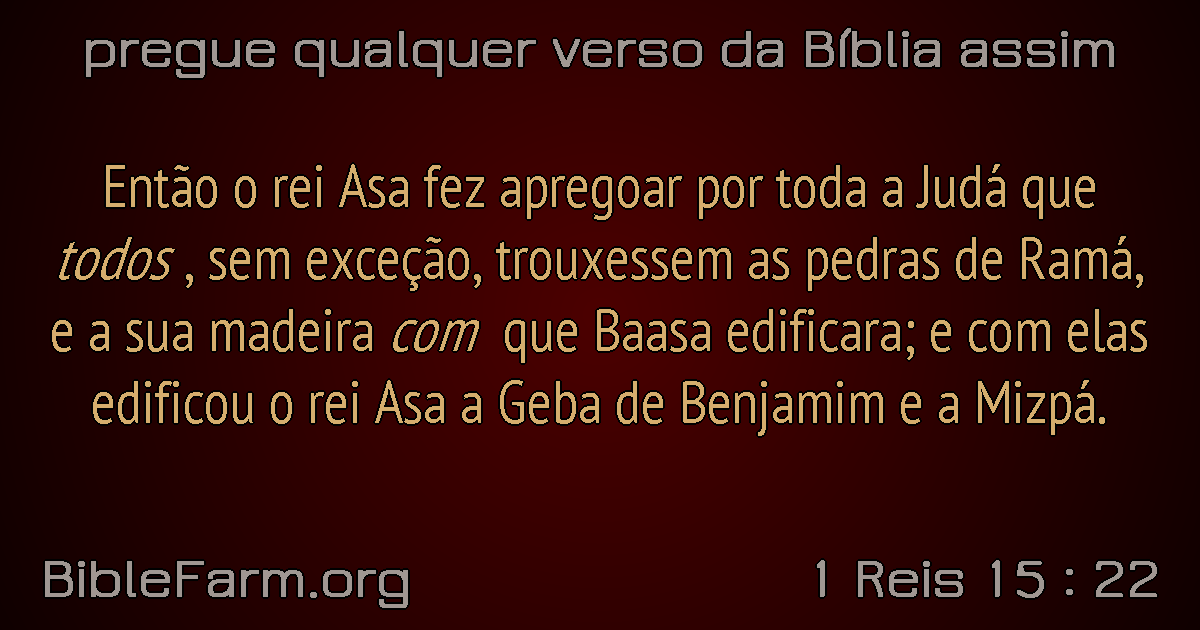 pregue qualquer verso da Bíblia assim
Então o rei Asa fez apregoar por toda a Judá que
todos , sem exceção, trouxessem as pedras de Ramá,
e a sua madeira com que Baasa edificara; e com elas
edificou o rei Asa a Geba de Benjamim e a Mizpá.
BibleFarm.org
1 Reis 15 : 22